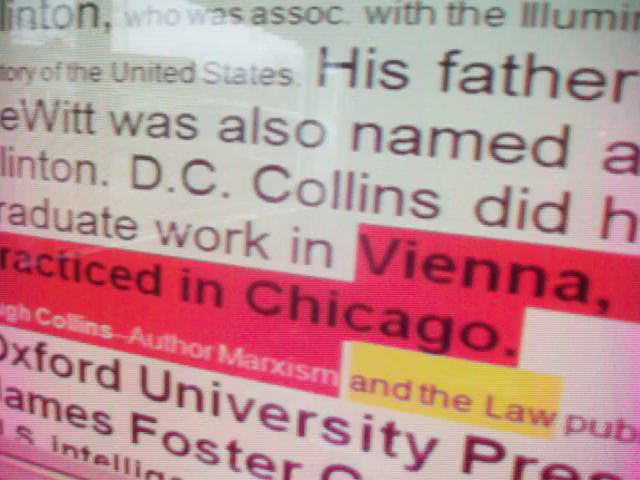 linton, who was assoc. with the Illumin
tory of the United States. His father
eWitt was also named a
linton. D.C. Collins did h
raduate work in Vienna,
racticed in Chicago.
ugh Collins–Author Marxism and the Law pub
Oxford University Pres
James Foster
U.S. intellige